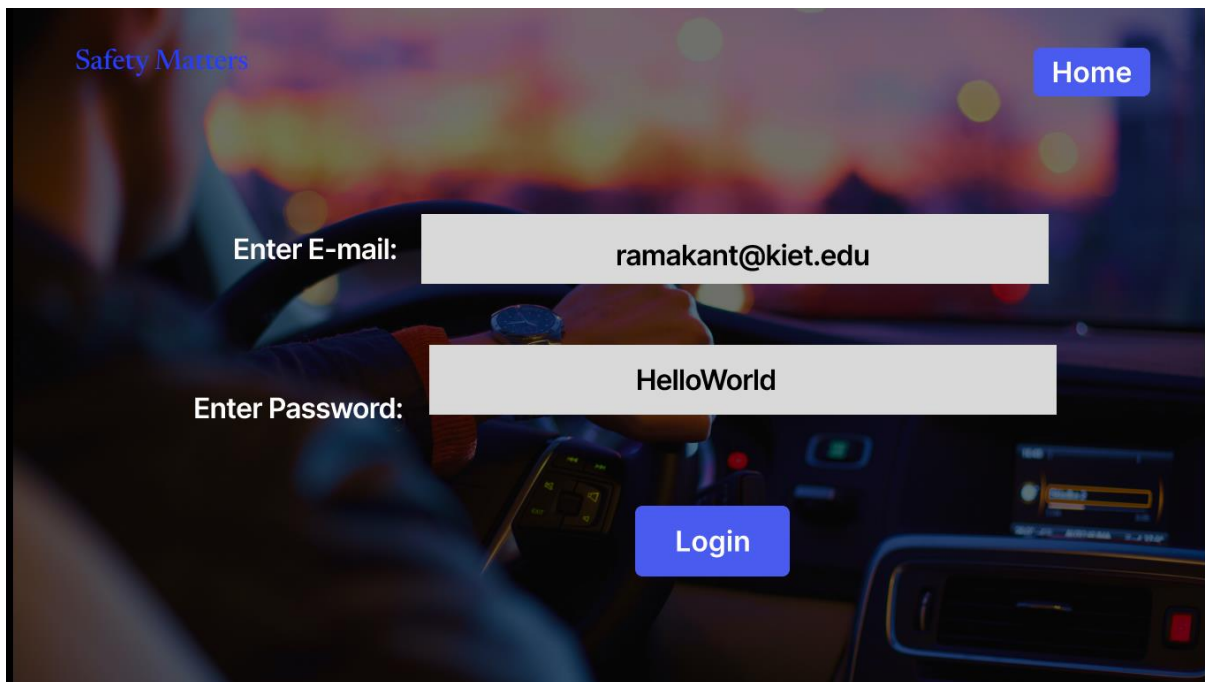 Safety Matters
Home
Enter E-mail:
ramakant@kiet.edu
HelloWorld
Enter Password:
Login